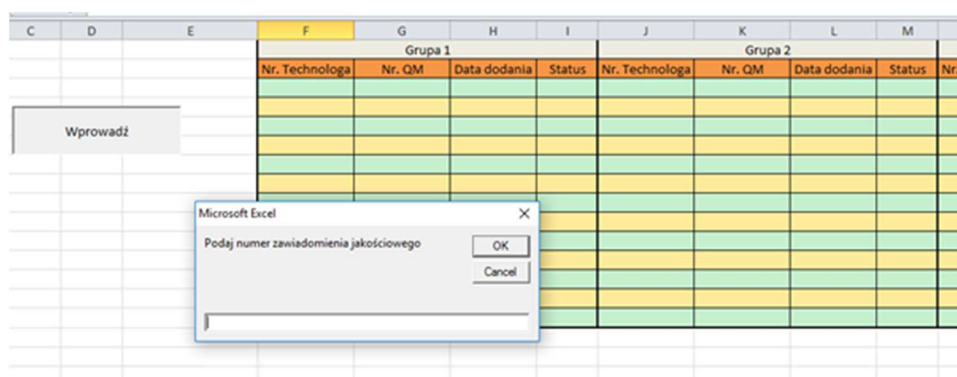 C D E F G H I J K L M
Grupa 1 Grupa 2
Nr. Technologa Nr. QM Data dodania Status Nr. Technologa Nr. QM Data dodania Status Nr.
Wprowadź
Microsoft Excel
Podaj numer zawiadomienia jakościowego
OK
Cancel